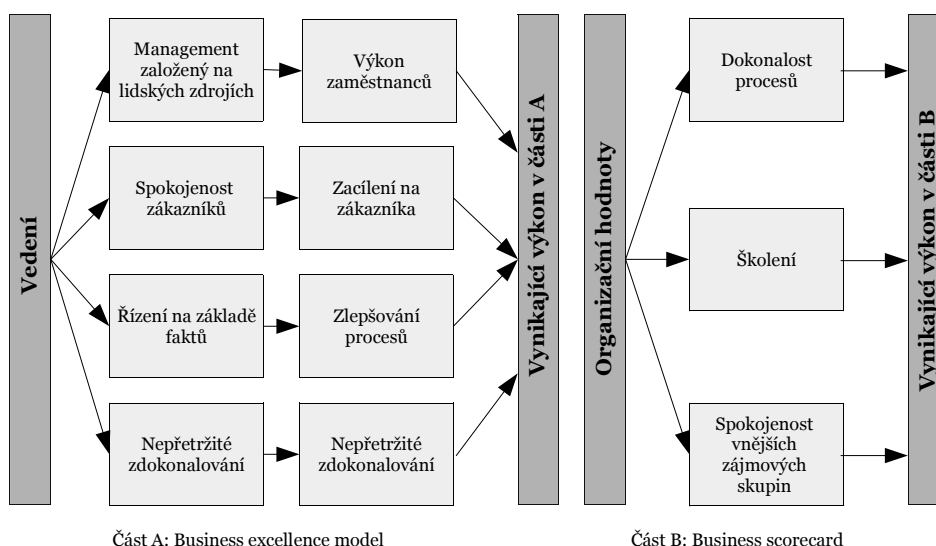 Vedení
Management
založený na
lidských zdrojích
Výkon
zaměstnanců
Spokojenost
zákazníků
Zacílení na
zákazníka
Řízení na základě
faktů
Zlepšování
procesů
Nepřetržité
zdokonalování
Nepřetržité
zdokonalování
Vynikající výkon v části A
Část A: Business excellence model
Organizační hodnoty
Dokonalost
procesů
Školení
Spokojenost
vnějších
zájmových
skupin
Vynikající výkon v části B
Část B: Business scorecard